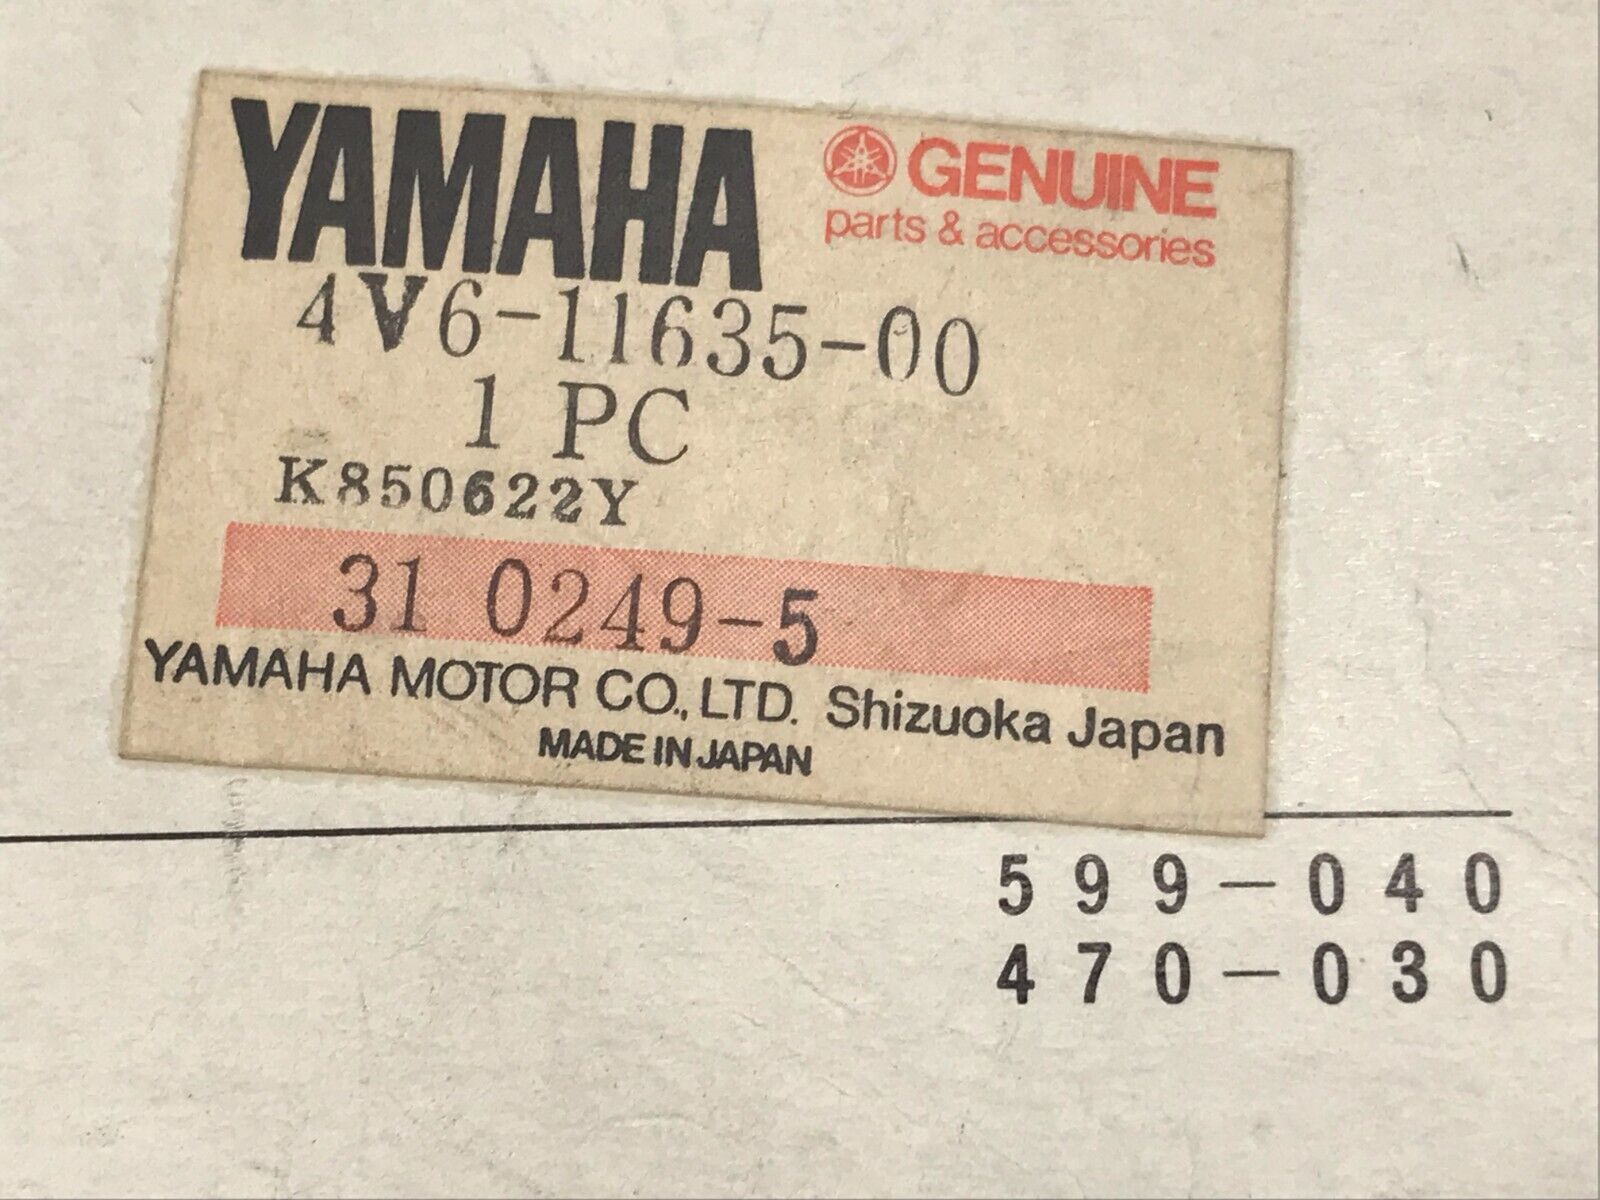 YAMAHA GENUINE
parts & accessories
4V6-11635-00
1 PC
K850622Y
31 0249-5
YAMAHA MOTOR CO., LTD. Shizuoka Japan
MADE IN JAPAN
599-040
470-030